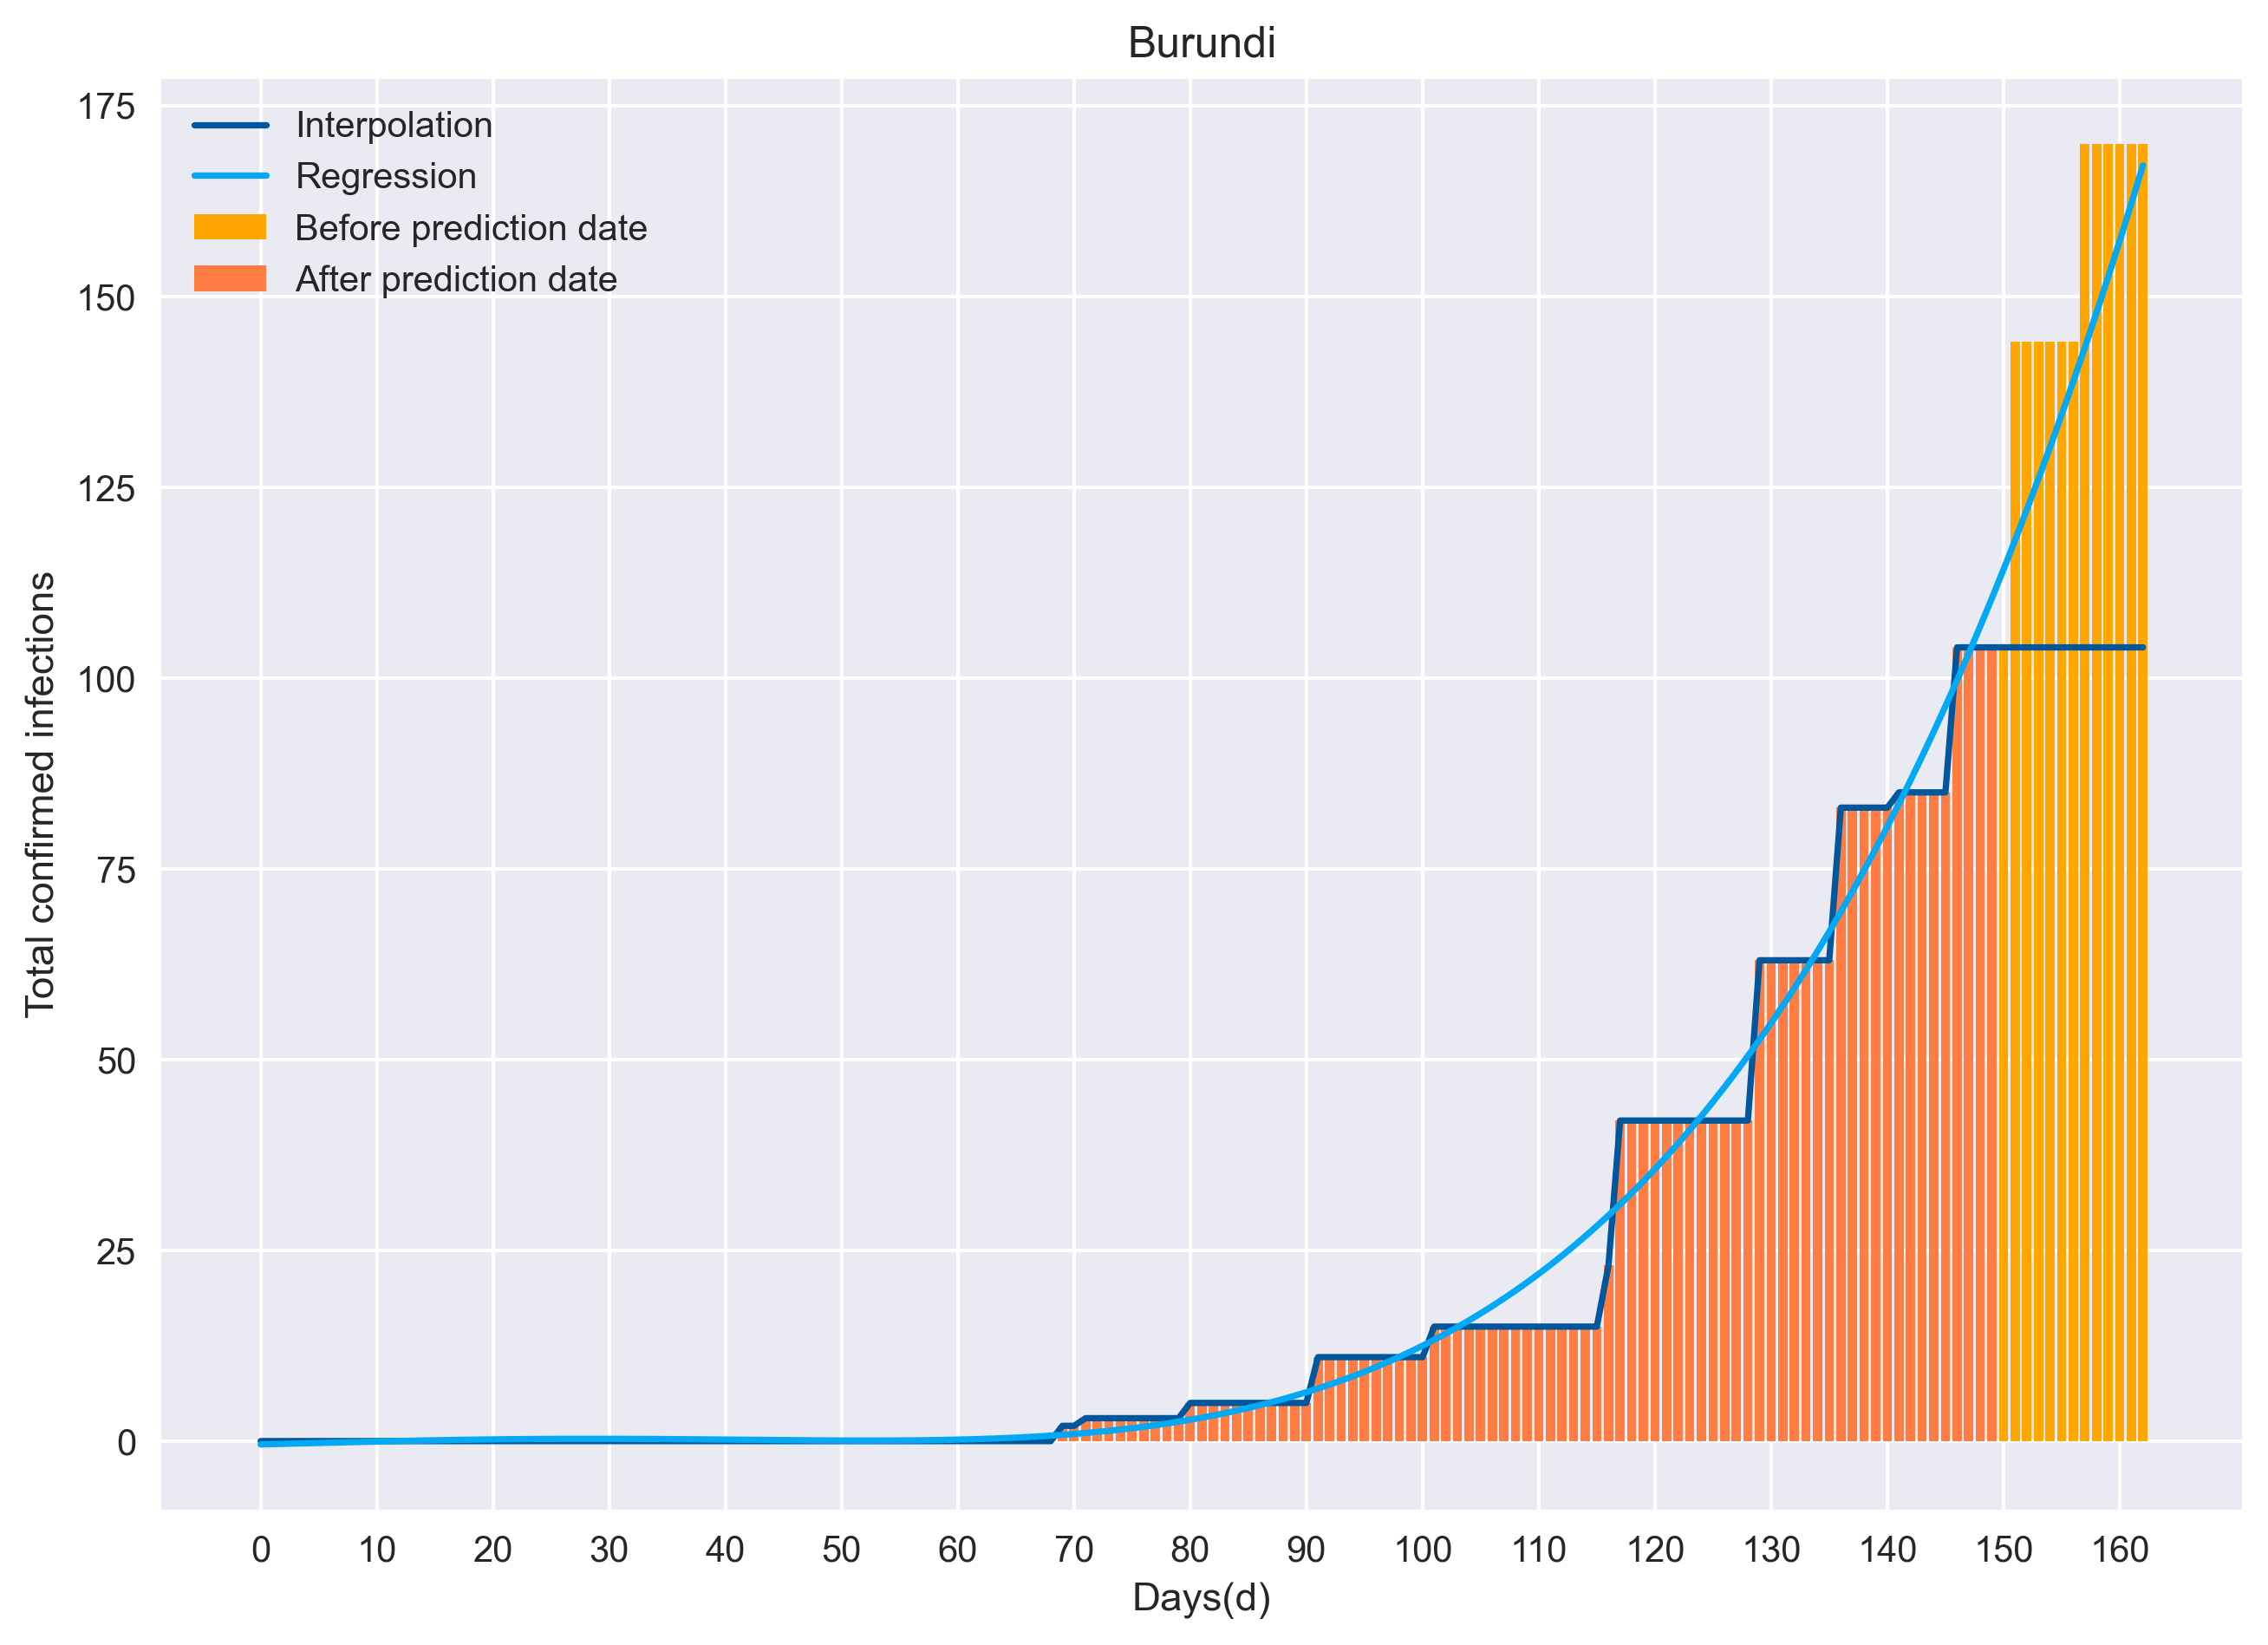 Burundi
Interpolation
Regression
Before prediction date
After prediction date
Total confirmed infections
175
150
125
100
75
50
25
0
0 10 20 30 40 50 60 70 80 90 100 110 120 130 140 150 160
Days(d)